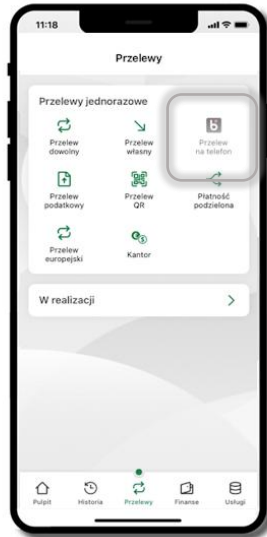 11:18
Przelewy
Przelewy jednorazowe
Przelew
dowolny
Przelew
własny
b
Przelew
na telefon
Przelew
podatkowy
Przelew
QR
Płatność
podzielona
Przelew
europejski
Kantor
W realizacji
Pulpit
Historia
Przelewy
Finanse
Usługi